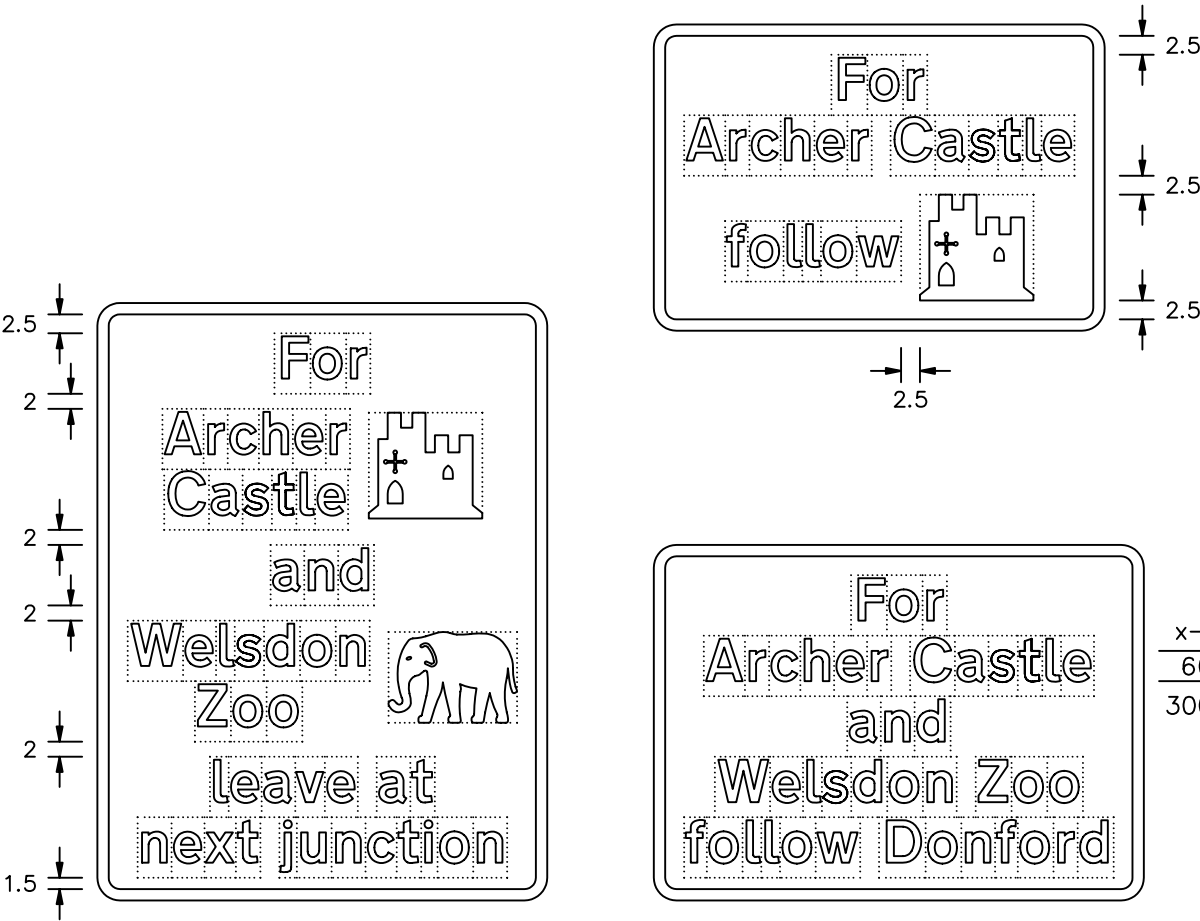 For
Archer Castle
follow
2.5
2.5
2.5
2.5
For
Archer
Castle
and
Welsdon
Zoo
leave at
next junction
2.5
2
2
2
2
1.5
For
Archer Castle
and
Welsdon Zoo
follow Donford